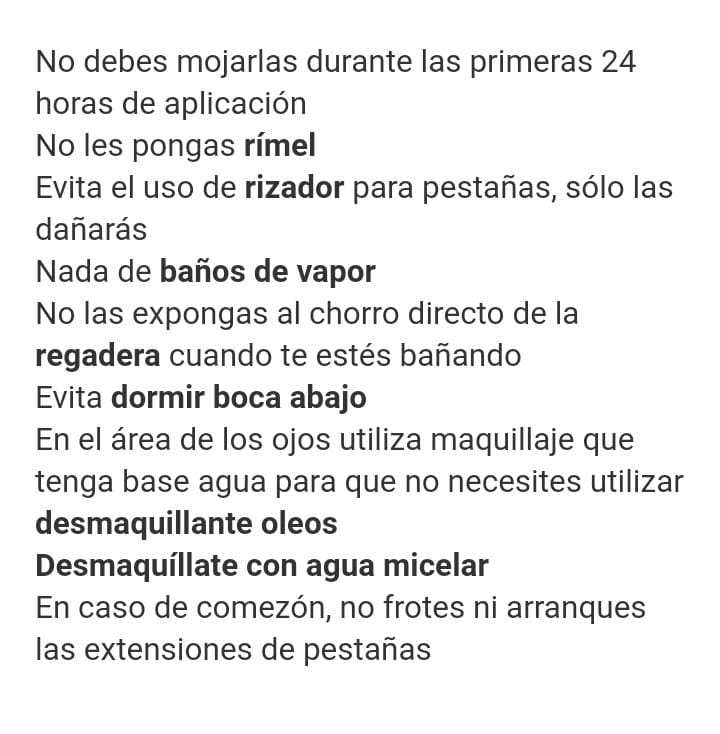 No debes mojarlas durante las primeras 24
horas de aplicación
No les pongas rímel
Evita el uso de rizador para pestañas, sólo las
dañarás
Nada de baños de vapor
No las expongas al chorro directo de la
regadera cuando te estés bañando
Evita dormir boca abajo
En el área de los ojos utiliza maquillaje que
tenga base agua para que no necesites utilizar
desmaquillante oleos
Desmaquíllate con agua micelar
En caso de comezón, no frotes ni arranques
las extensiones de pestañas